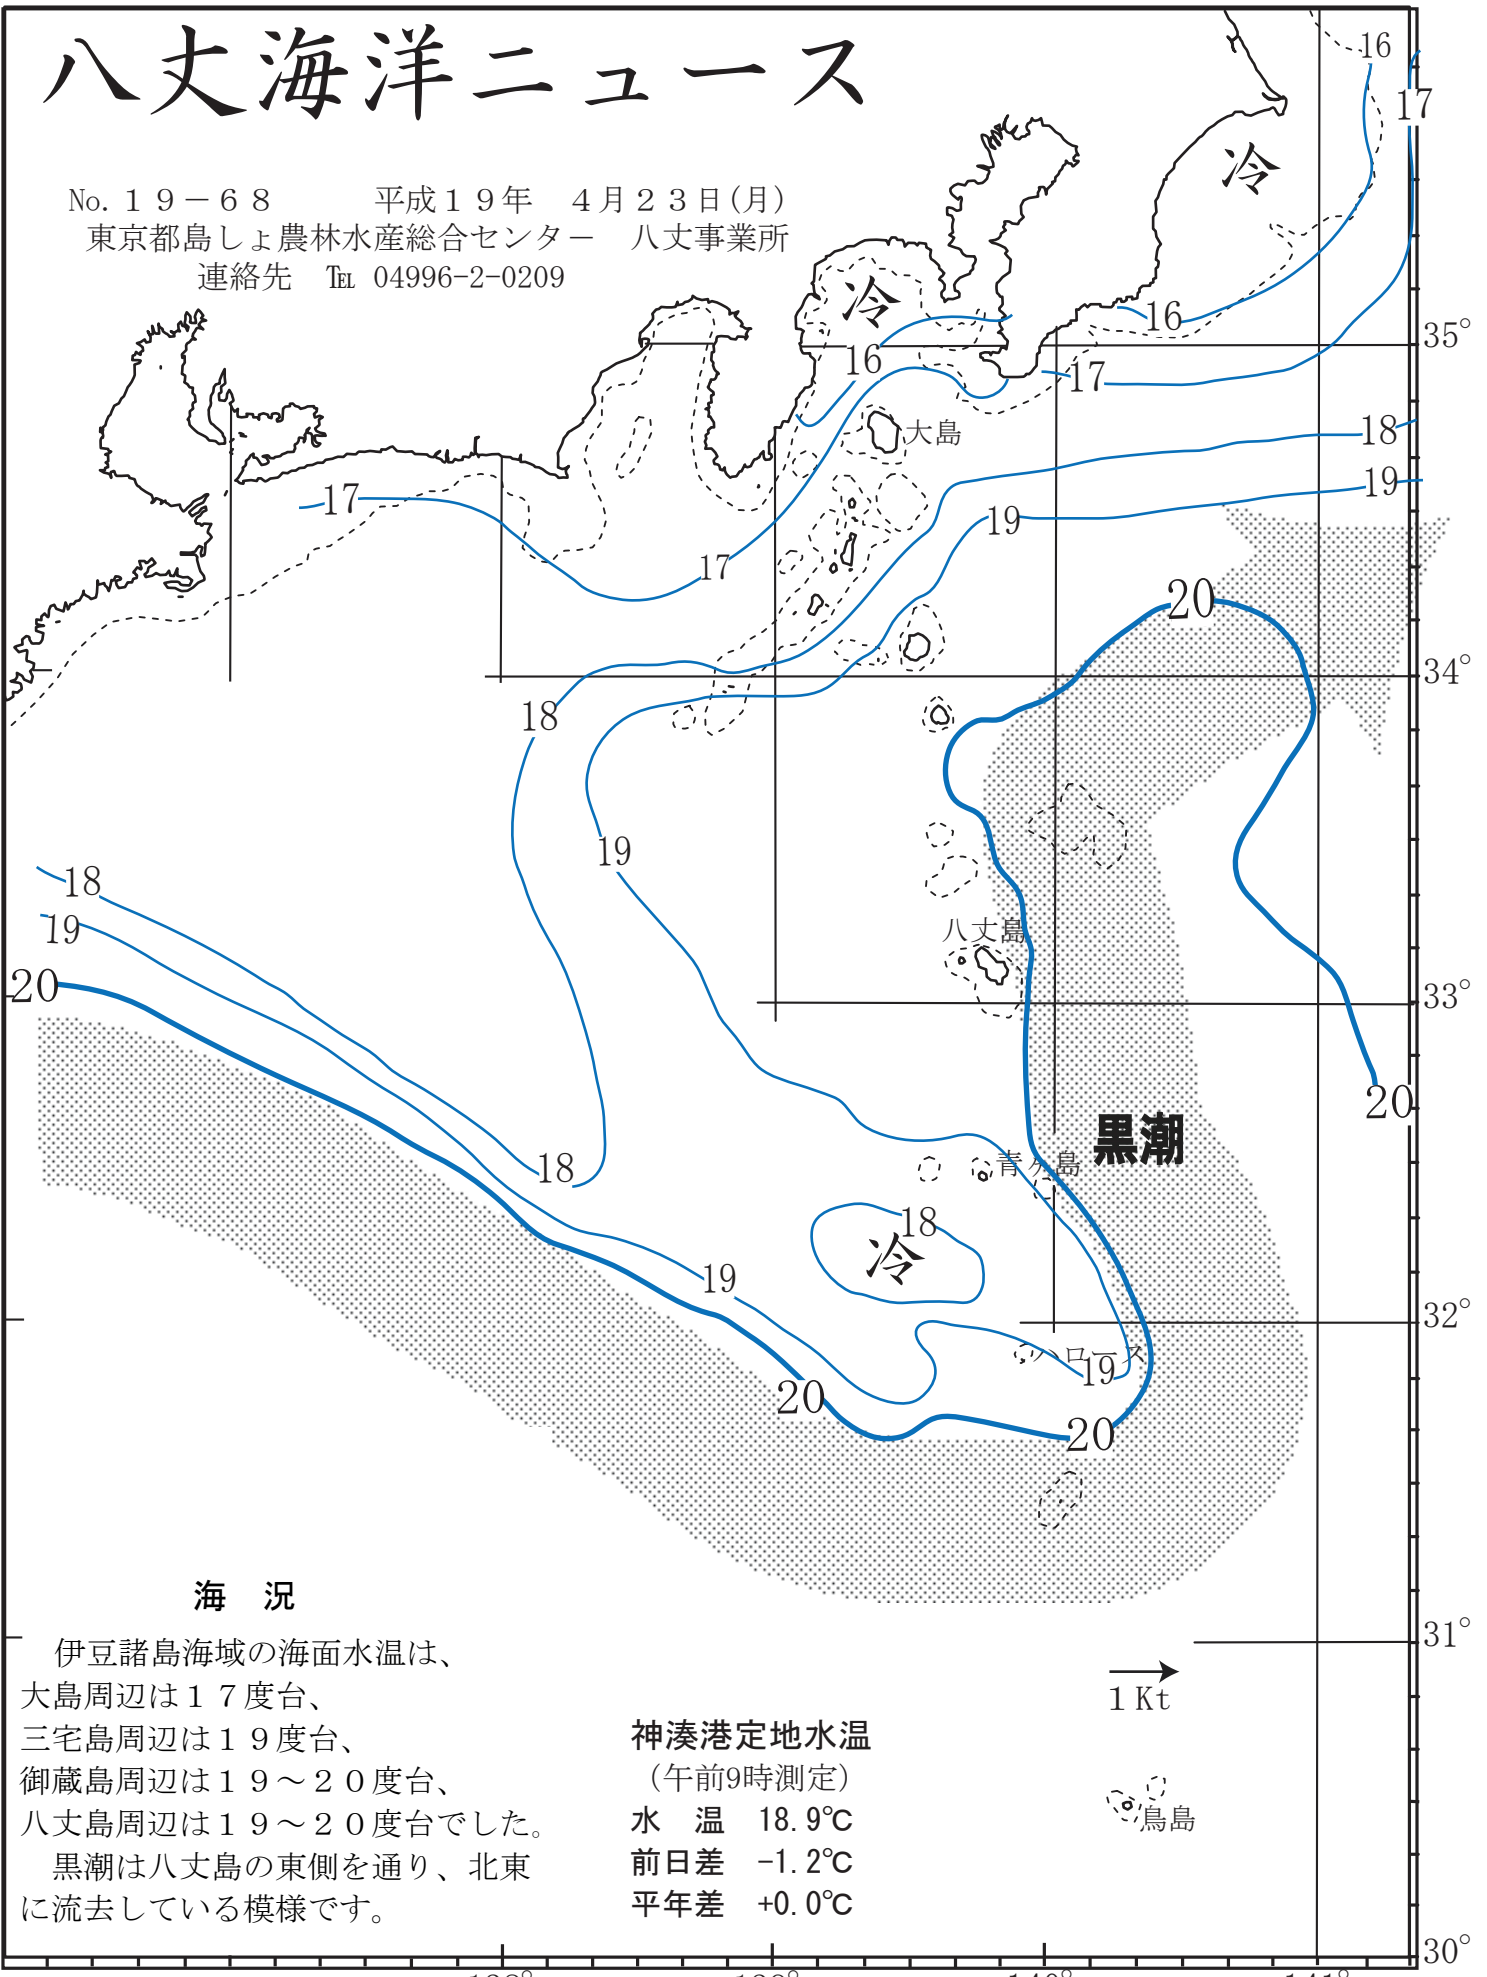 八丈海洋ニュース
No.１９－６８　平成１９年　４月２３日(月)
東京都島しょ農林水産総合センタ－　八丈事業所
連絡先　℡ 04996-2-0209
16
17
冷
冷
16
16
35°
17
大島
18
19
17
19
17
20
34°
18
19
18
八丈島
19
20
33°
20
黒潮
18
青ヶ島
18
冷
19
32°
ハロース
19
20
20
海　況
伊豆諸島海域の海面水温は、
大島周辺は１７度台、
三宅島周辺は１９度台、
御蔵島周辺は１９～２０度台、
八丈島周辺は１９～２０度台でした。
黒潮は八丈島の東側を通り、北東
に流去している模様です。
31°
1 Kt
神湊港定地水温
（午前9時測定）
水　温　18.9℃
前日差　-1.2℃
平年差　+0.0℃
鳥島
30°